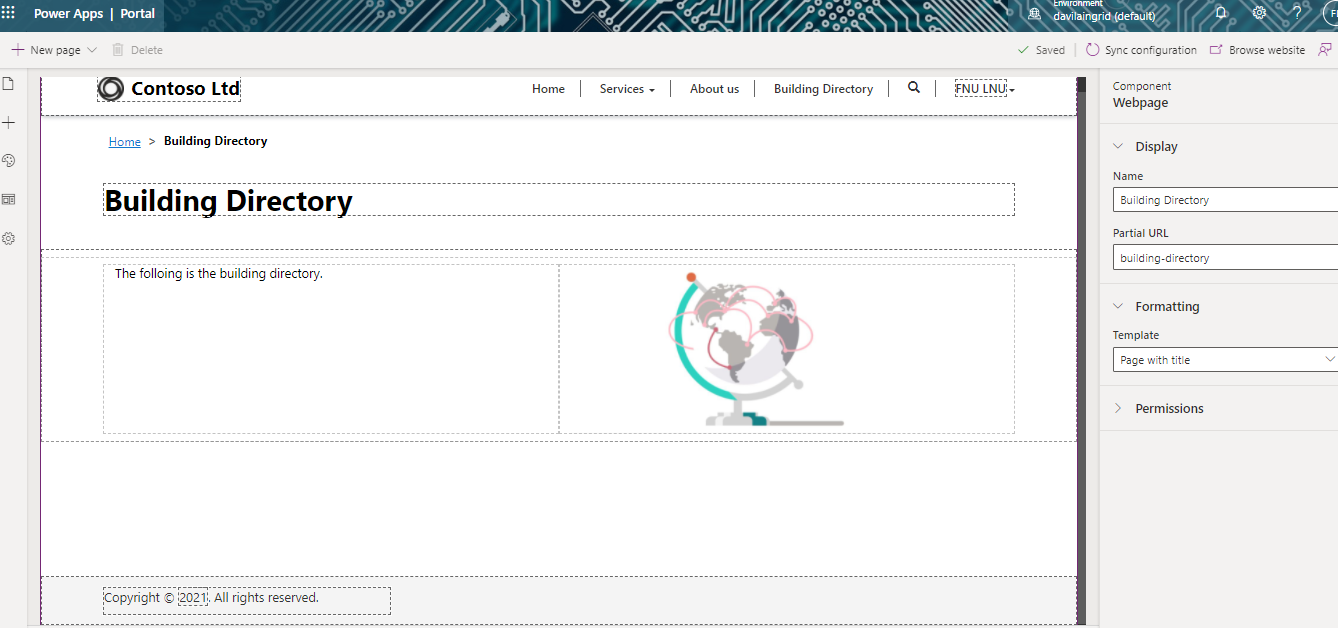 Power Apps | Portal
Environment
davilaingrid (default)
?
New page
Delete
Saved
Sync configuration
Browse website
Contoso Ltd
Home
Services
About us
Building Directory
FNU LNU
Home > Building Directory
Building Directory
The folloing is the building directory.
Copyright © 2021. All rights reserved.
Component
Webpage
Display
Name
Building Directory
Partial URL
building-directory
Formatting
Template
Page with title
Permissions